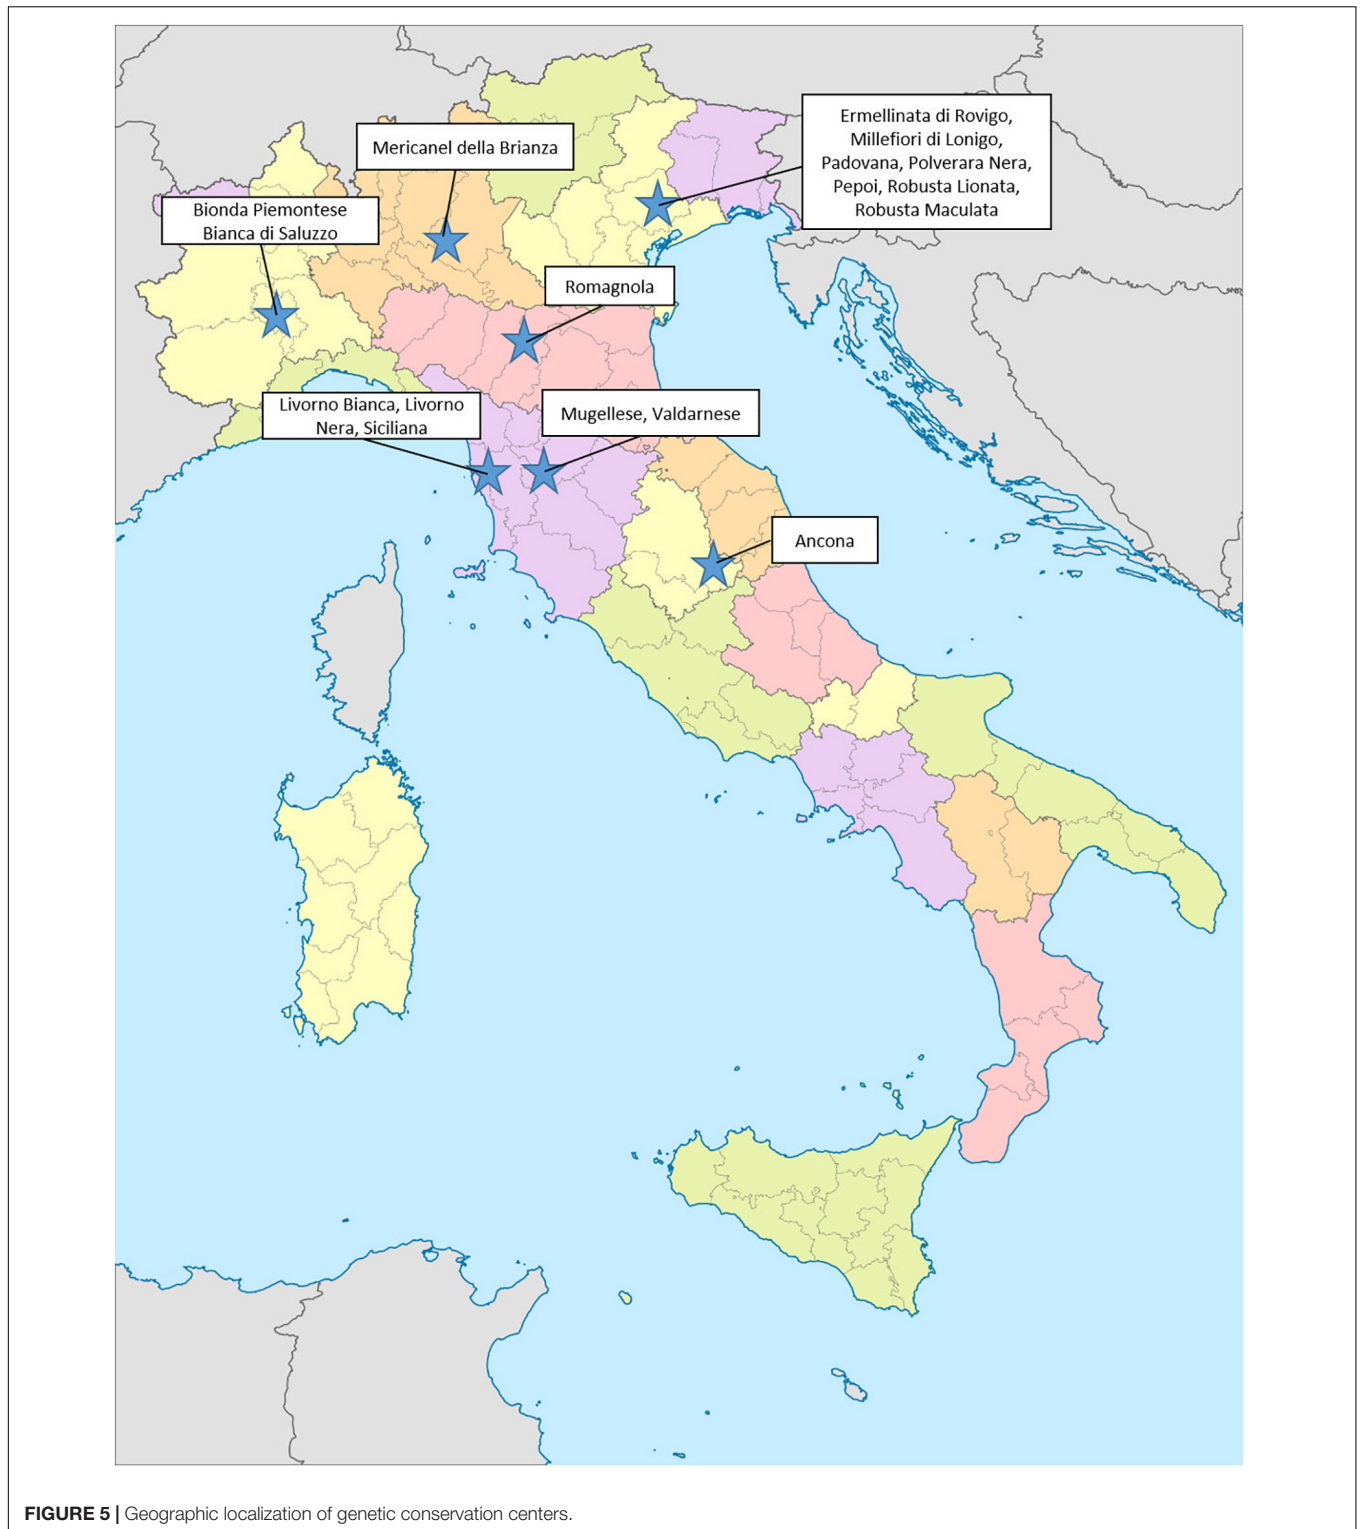 Ermellinata di Rovigo,
Millefiori di Lonigo,
Padovana, Polverara Nera,
Pepoi, Robusta Lionata,
Robusta Maculata
Mericanel della Brianza
Bionda Piemontese
Bianca di Saluzzo
Romagnola
Livorno Bianca, Livorno
Nera, Siciliana
Mugellese, Valdarnese
Ancona
FIGURE 5 | Geographic localization of genetic conservation centers.